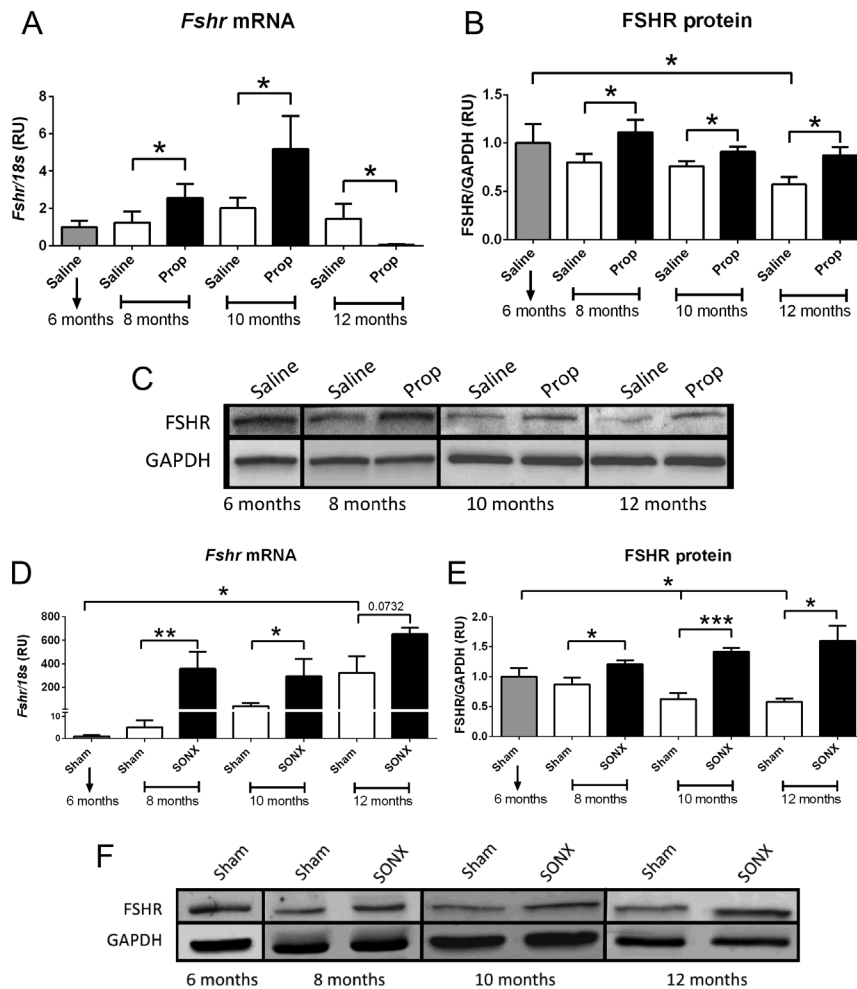 A
Fshr mRNA
Fshr/18s (RU)
8
6
4
2
0
*
*
*
Saline
Saline
Prop
Saline
Prop
Saline
Prop
6 months
8 months
10 months
12 months
B
FSHR protein
FSHR/GAPDH (RU)
1.5
1.0
0.5
0.0
*
*
*
*
Saline
Saline
Prop
Saline
Prop
Saline
Prop
6 months
8 months
10 months
12 months
C
Saline
Saline
Prop
Saline
Prop
Saline
Prop
FSHR
GAPDH
6 months
8 months
10 months
12 months
D
Fshr mRNA
Fshr/18s (RU)
800
600
400
200
10
0
*
**
*
0.0732
Sham
Sham
SONX
Sham
SONX
Sham
SONX
6 months
8 months
10 months
12 months
E
FSHR protein
FSHR/GAPDH (RU)
2.0
1.5
1.0
0.5
0.0
*
*
***
*
Sham
Sham
SONX
Sham
SONX
Sham
SONX
6 months
8 months
10 months
12 months
F
Sham
Sham
SONX
Sham
SONX
Sham
SONX
FSHR
GAPDH
6 months
8 months
10 months
12 months